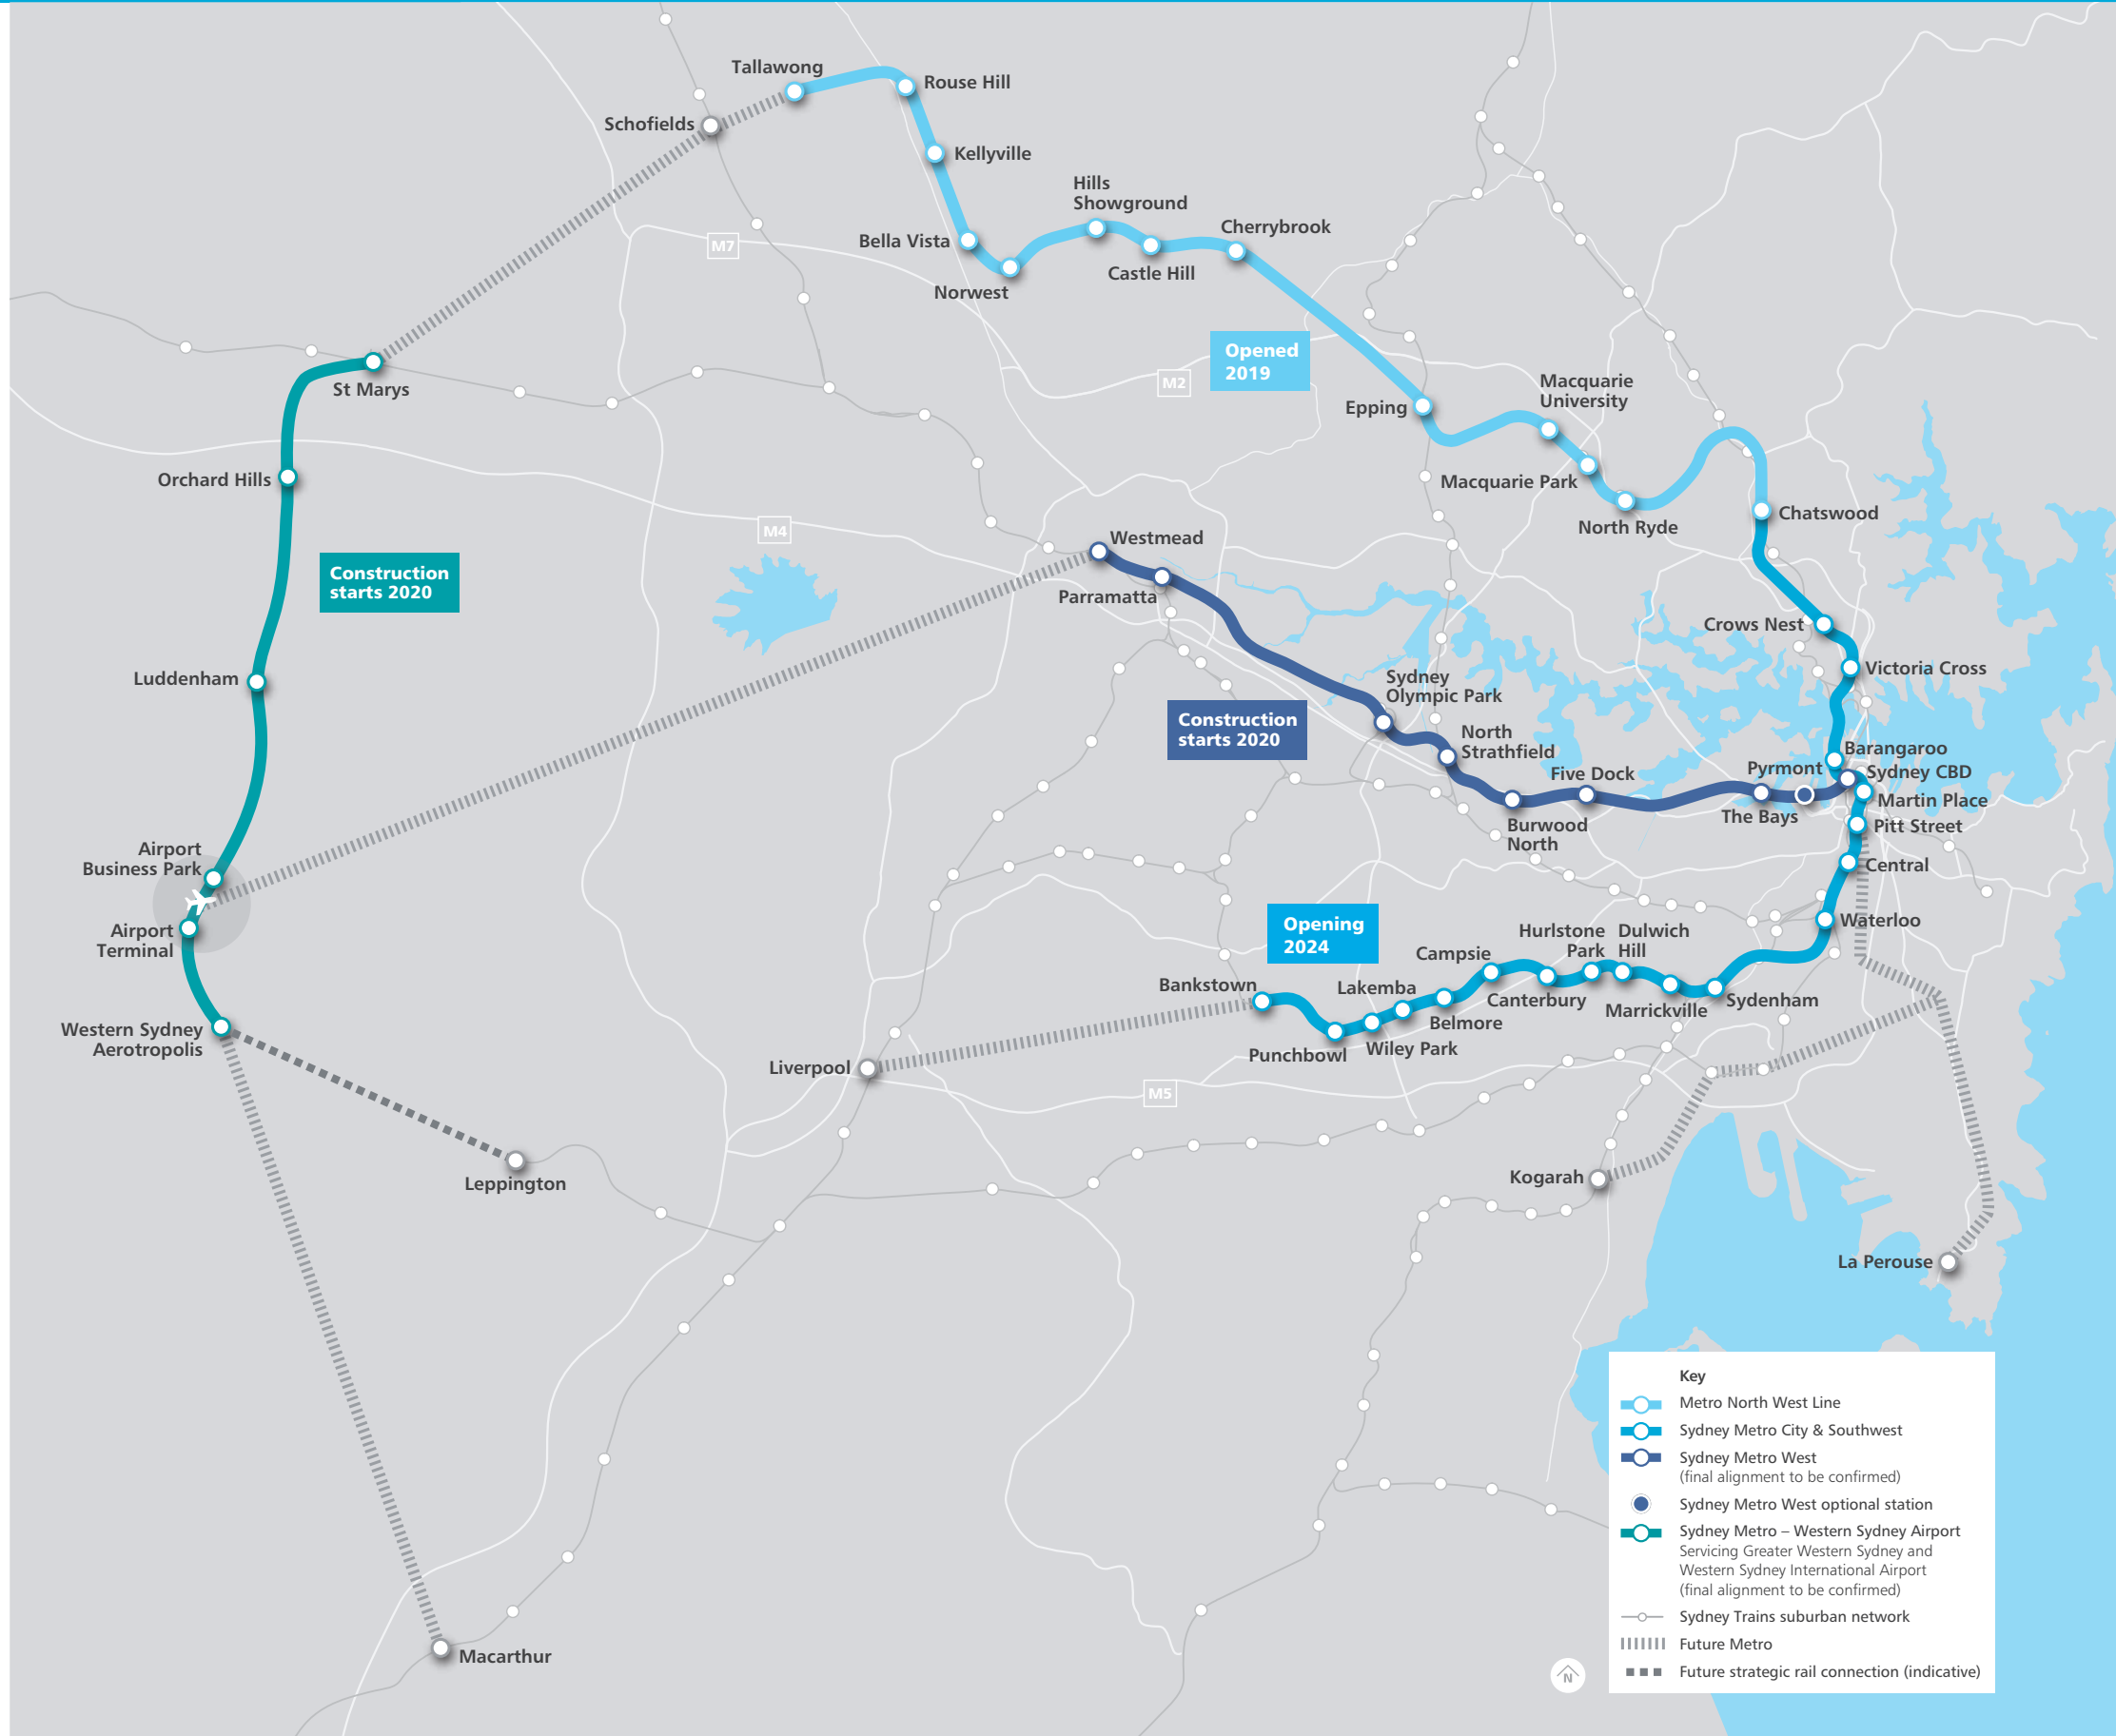 Tallawong
Rouse Hill
Schofields
Kellyville
Hills
Showground
Cherrybrook
Bella Vista
M7
Castle Hill
Norwest
Opened
2019
M2
St Marys
Macquarie
University
Epping
Orchard Hills
Macquarie Park
North Ryde
Chatswood
M4
Westmead
Construction
starts 2020
Parramatta
Crows Nest
Victoria Cross
Luddenham
Sydney
Olympic Park
Construction
starts 2020
North
Strathfield
Barangaroo
Pyrmont
Sydney CBD
Five Dock
Martin Place
The Bays
Pitt Street
Burwood
North
Airport
Business Park
Central
Waterloo
Opening
2024
Airport
Terminal
Hurlstone
Park
Dulwich
Hill
Campsie
Bankstown
Lakemba
Canterbury
Sydenham
Marrickville
Belmore
Western Sydney
Aerotropolis
Punchbowl
Wiley Park
Liverpool
M5
Leppington
Kogarah
La Perouse
Macarthur
Key
Metro North West Line
Sydney Metro City & Southwest
Sydney Metro West
(final alignment to be confirmed)
Sydney Metro West optional station
Sydney Metro – Western Sydney Airport
Servicing Greater Western Sydney and
Western Sydney International Airport
(final alignment to be confirmed)
Sydney Trains suburban network
Future Metro
Future strategic rail connection (indicative)
N